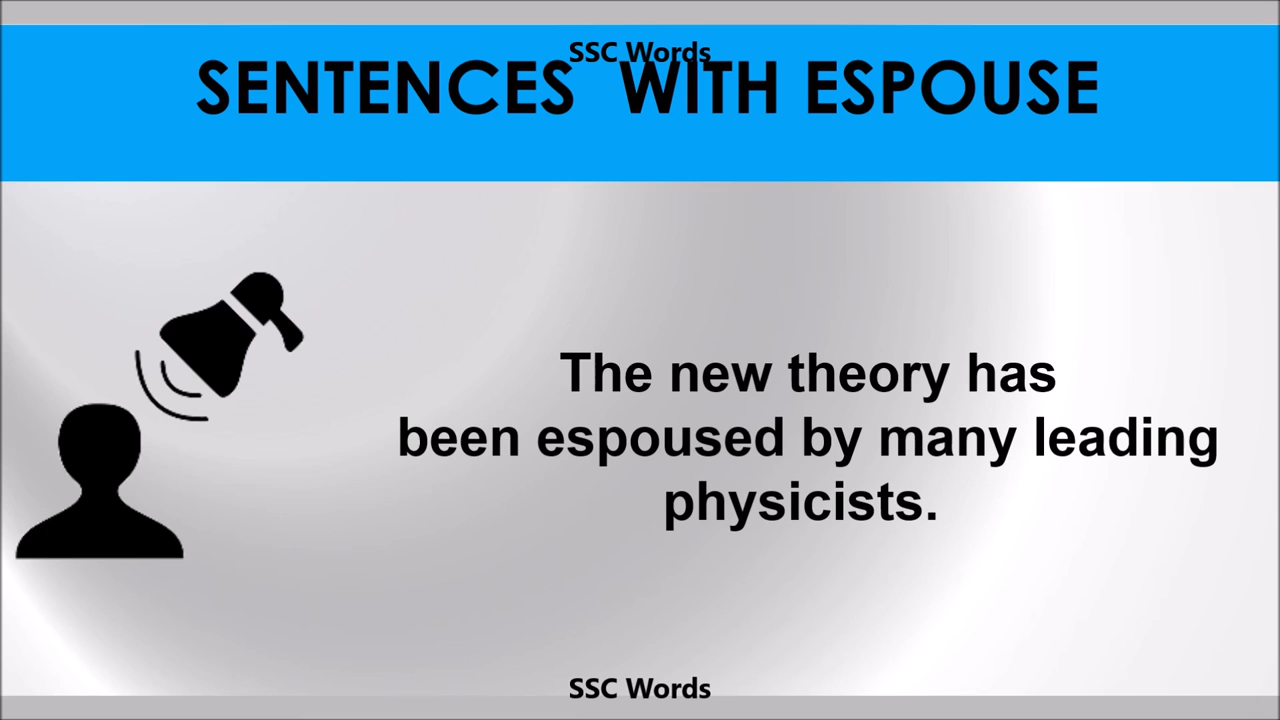 SSC Words
SENTENCES WITH ESPOUSE
The new theory has
been espoused by many leading
physicists.
SSC Words